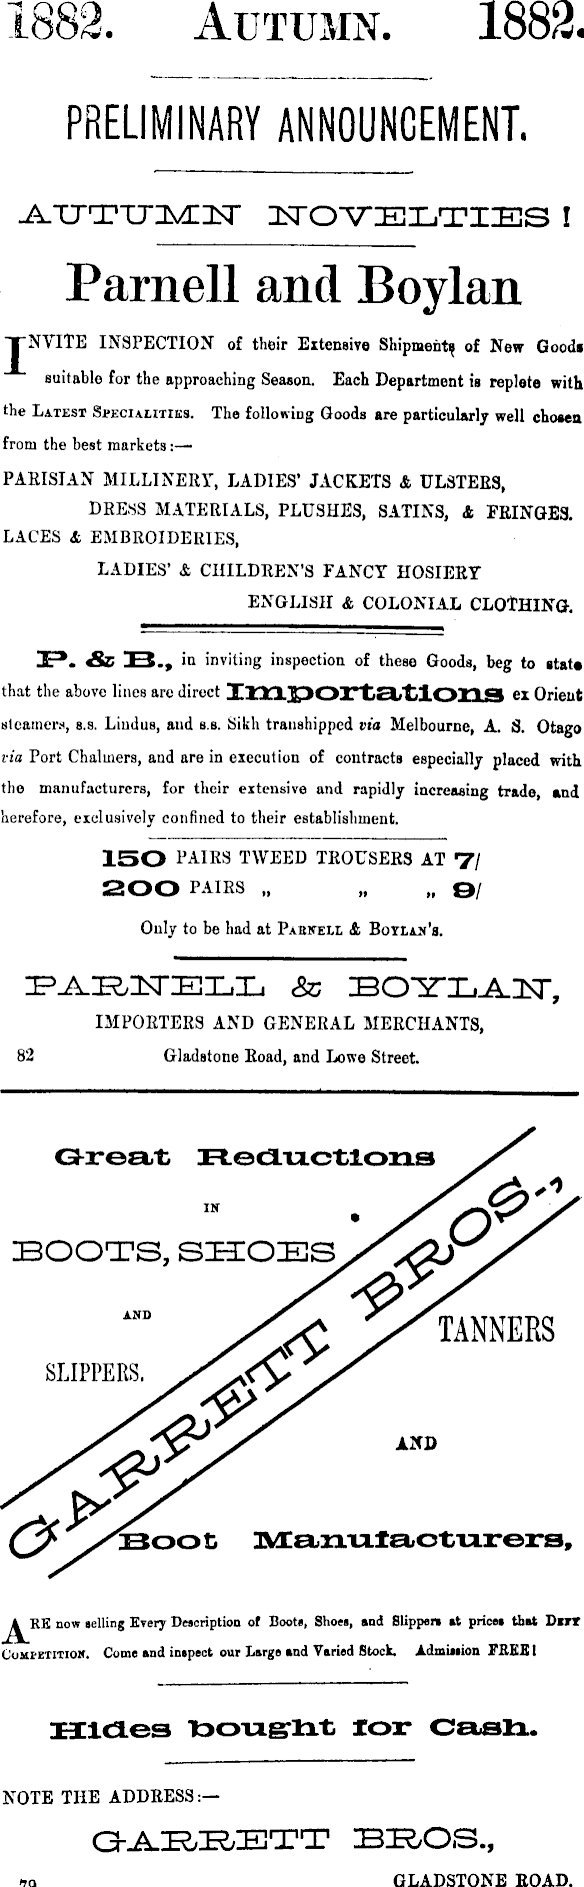 1882. AUTUMN. 1882.
PRELIMINARY ANNOUNCEMENT.
AUTUMN NOVELTIES!
Parnell and Boylan
INVITE INSPECTION of their Extensive Shipments of New Goods
suitable for the approaching Season. Each Department is replete with
the LATEST SPECIALITIES. The following Goods are particularly well chosen
from the best markets:—
PARISIAN MILLINERY, LADIES' JACKETS & ULSTERS,
DRESS MATERIALS, PLUSHES, SATINS, & FRINGES.
LACES & EMBROIDERIES,
LADIES' & CHILDREN'S FANCY HOSIERY
ENGLISH & COLONIAL CLOTHING.
P. & B., in inviting inspection of these Goods, beg to state
that the above lines are direct Importations ex Orient
steamers, s.s. Lindus, and s.s. Sikh transhipped via Melbourne, A. S. Otago
via Port Chalmers, and are in execution of contracts especially placed with
the manufacturers, for their extensive and rapidly increasing trade, and
herefore, exclusively confined to their establishment.
150 PAIRS TWEED TROUSERS AT 7/
200 PAIRS „ „ „ 9/
Only to be had at PARNELL & BOYLAN'S.
PARNELL & BOYLAN,
IMPORTERS AND GENERAL MERCHANTS,
82 Gladstone Road, and Lowe Street.
Great Reductions
IN
BOOTS, SHOES
AND
SLIPPERS.
GARRETT BROS.,
TANNERS
AND
Boot Manufacturers,
ARE now selling Every Description of Boots, Shoes, and Slippers at prices that DEFY
COMPETITION. Come and inspect our Large and Varied Stock. Admission FREE!
Hides bought for Cash.
NOTE THE ADDRESS:—
GARRETT BROS.,
79 GLADSTONE ROAD.